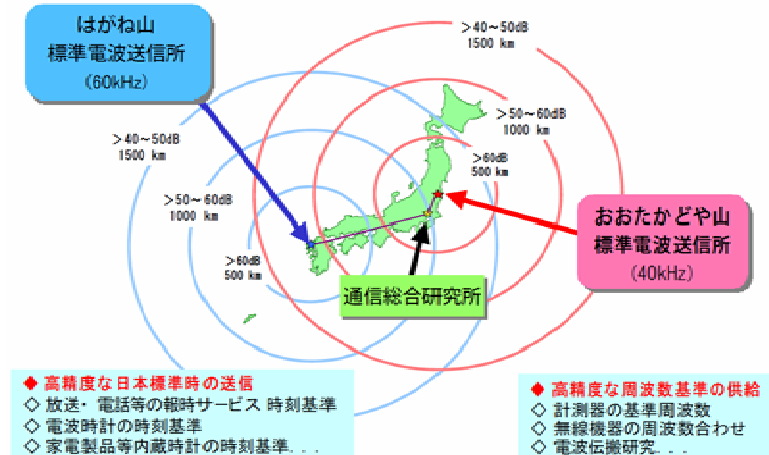 はがね山
標準電波送信所
(60kHz)
>40~50dB
1500 km
>50~60dB
1000 km
>60dB
500 km
>40~50dB
1500 km
>50~60dB
1000 km
>60dB
500 km
おおたかどや山
標準電波送信所
(40kHz)
通信総合研究所
◆ 高精度な日本標準時の送信
◇ 放送・電話等の報時サービス 時刻基準
◇ 電波時計の時刻基準
◇ 家電製品等内蔵時計の時刻基準. . .
◆ 高精度な周波数基準の供給
◇ 計測器の基準周波数
◇ 無線機器の周波数合わせ
◇ 電波伝搬研究. . .